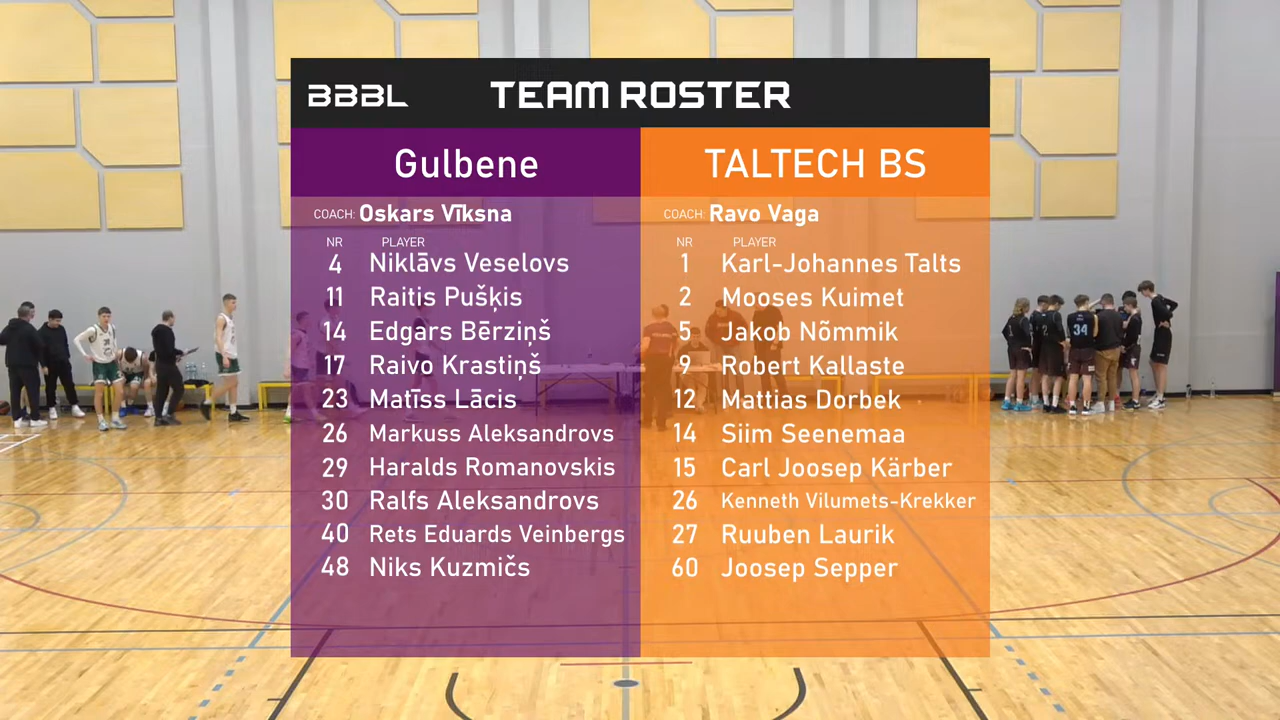 BBBL TEAM ROSTER
Gulbene
COACH: Oskars Vīksna
NR PLAYER
4 Niklāvs Veselovs
11 Raitis Pušķis
14 Edgars Bērziņš
17 Raivo Krastiņš
23 Matīss Lācis
26 Markuss Aleksandrovs
29 Haralds Romanovskis
30 Ralfs Aleksandrovs
40 Rets Eduards Veinbergs
48 Niks Kuzmičs
TALTECH BS
COACH: Ravo Vaga
NR PLAYER
1 Karl-Johannes Talts
2 Mooses Kuimet
5 Jakob Nõmmik
9 Robert Kallaste
12 Mattias Dorbek
14 Siim Seenemaa
15 Carl Joosep Kärber
26 Kenneth Vilumets-Krekker
27 Ruuben Laurik
60 Joosep Sepper
34
2